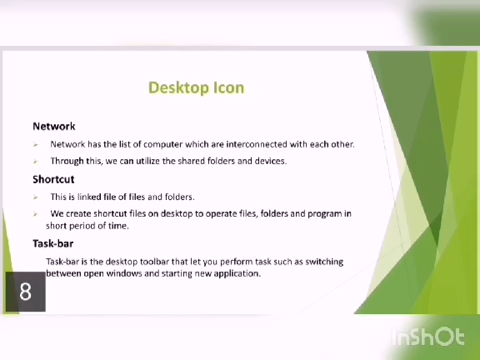 Desktop Icon
Network
Network has the list of computer which are interconnected with each other.
Through this, we can utilize the shared folders and devices.
Shortcut
This is linked file of files and folders.
We create shortcut files on desktop to operate files, folders and program in
short period of time.
Task-bar
Task-bar is the desktop toolbar that let you perform task such as switching
between open windows and starting new application.
8
InShOt